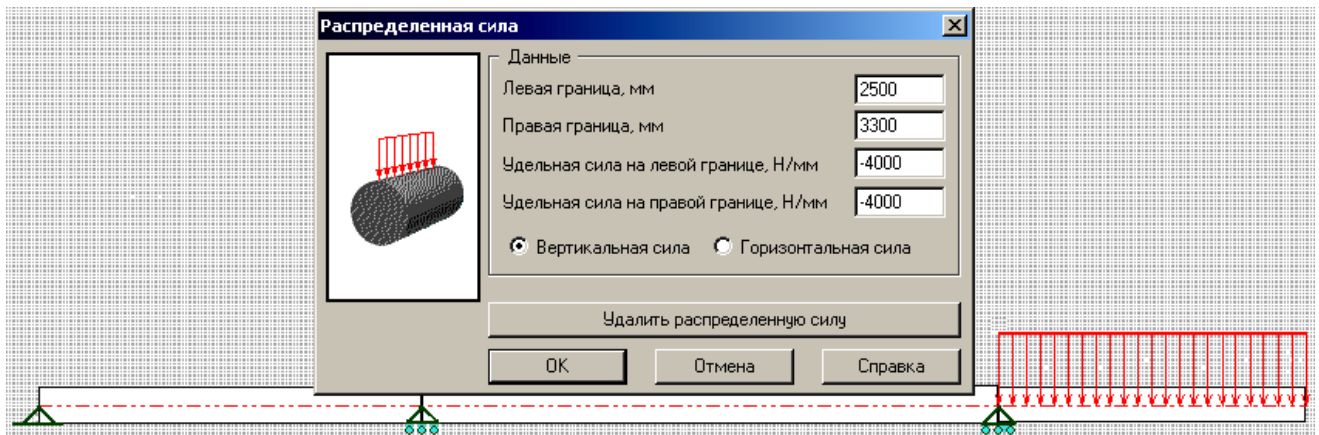 Распределенная сила
Данные
Левая граница, мм 2500
Правая граница, мм 3300
Удельная сила на левой границе, Н/мм -4000
Удельная сила на правой границе, Н/мм -4000
Вертикальная сила Горизонтальная сила
Удалить распределенную силу
OK Отмена Справка